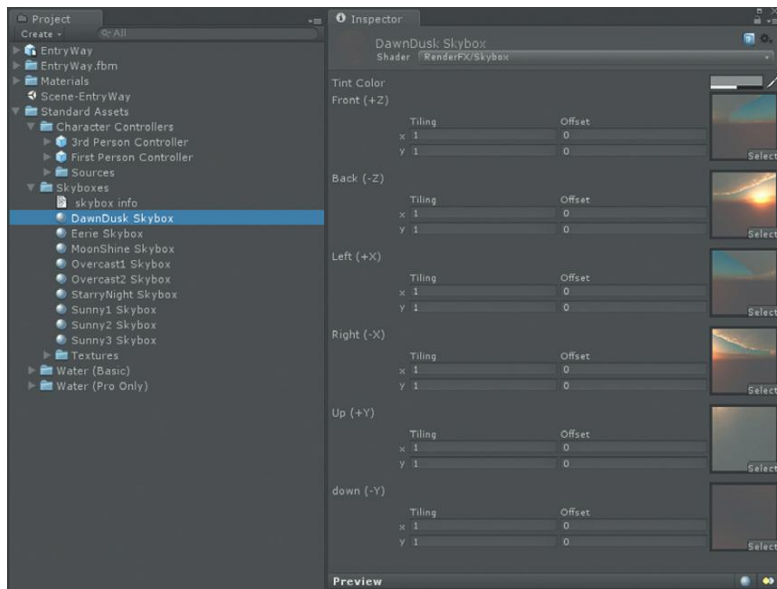 Project
Create
All
EntryWay
EntryWay.fbm
Materials
Scene-EntryWay
Standard Assets
Character Controllers
3rd Person Controller
First Person Controller
Sources
Skyboxes
skybox info
DawnDusk Skybox
Eerie Skybox
MoonShine Skybox
Overcast1 Skybox
Overcast2 Skybox
StarryNight Skybox
Sunny1 Skybox
Sunny2 Skybox
Sunny3 Skybox
Textures
Water (Basic)
Water (Pro Only)
Inspector
DawnDusk Skybox
Shader RenderFX/Skybox
Tint Color
Front (+Z)
Tiling Offset
x 1 0
y 1 0
Select
Back (-Z)
Tiling Offset
x 1 0
y 1 0
Select
Left (+X)
Tiling Offset
x 1 0
y 1 0
Select
Right (-X)
Tiling Offset
x 1 0
y 1 0
Select
Up (+Y)
Tiling Offset
x 1 0
y 1 0
Select
down (-Y)
Tiling Offset
x 1 0
y 1 0
Select
Preview